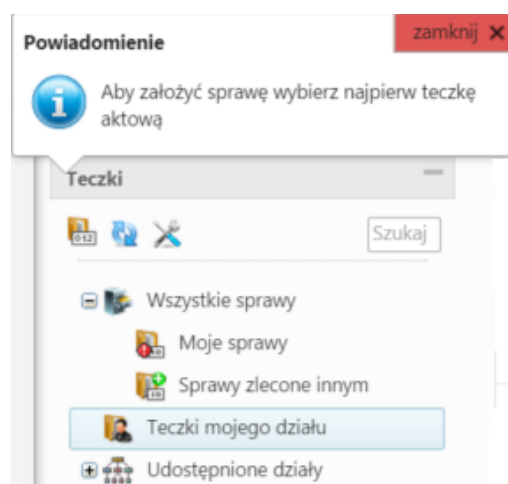 zamknij ✕
Powiadomienie
Aby założyć sprawę wybierz najpierw teczkę
aktową
Teczki
Szukaj
Wszystkie sprawy
Moje sprawy
Sprawy zlecone innym
Teczki mojego działu
Udostępnione działy